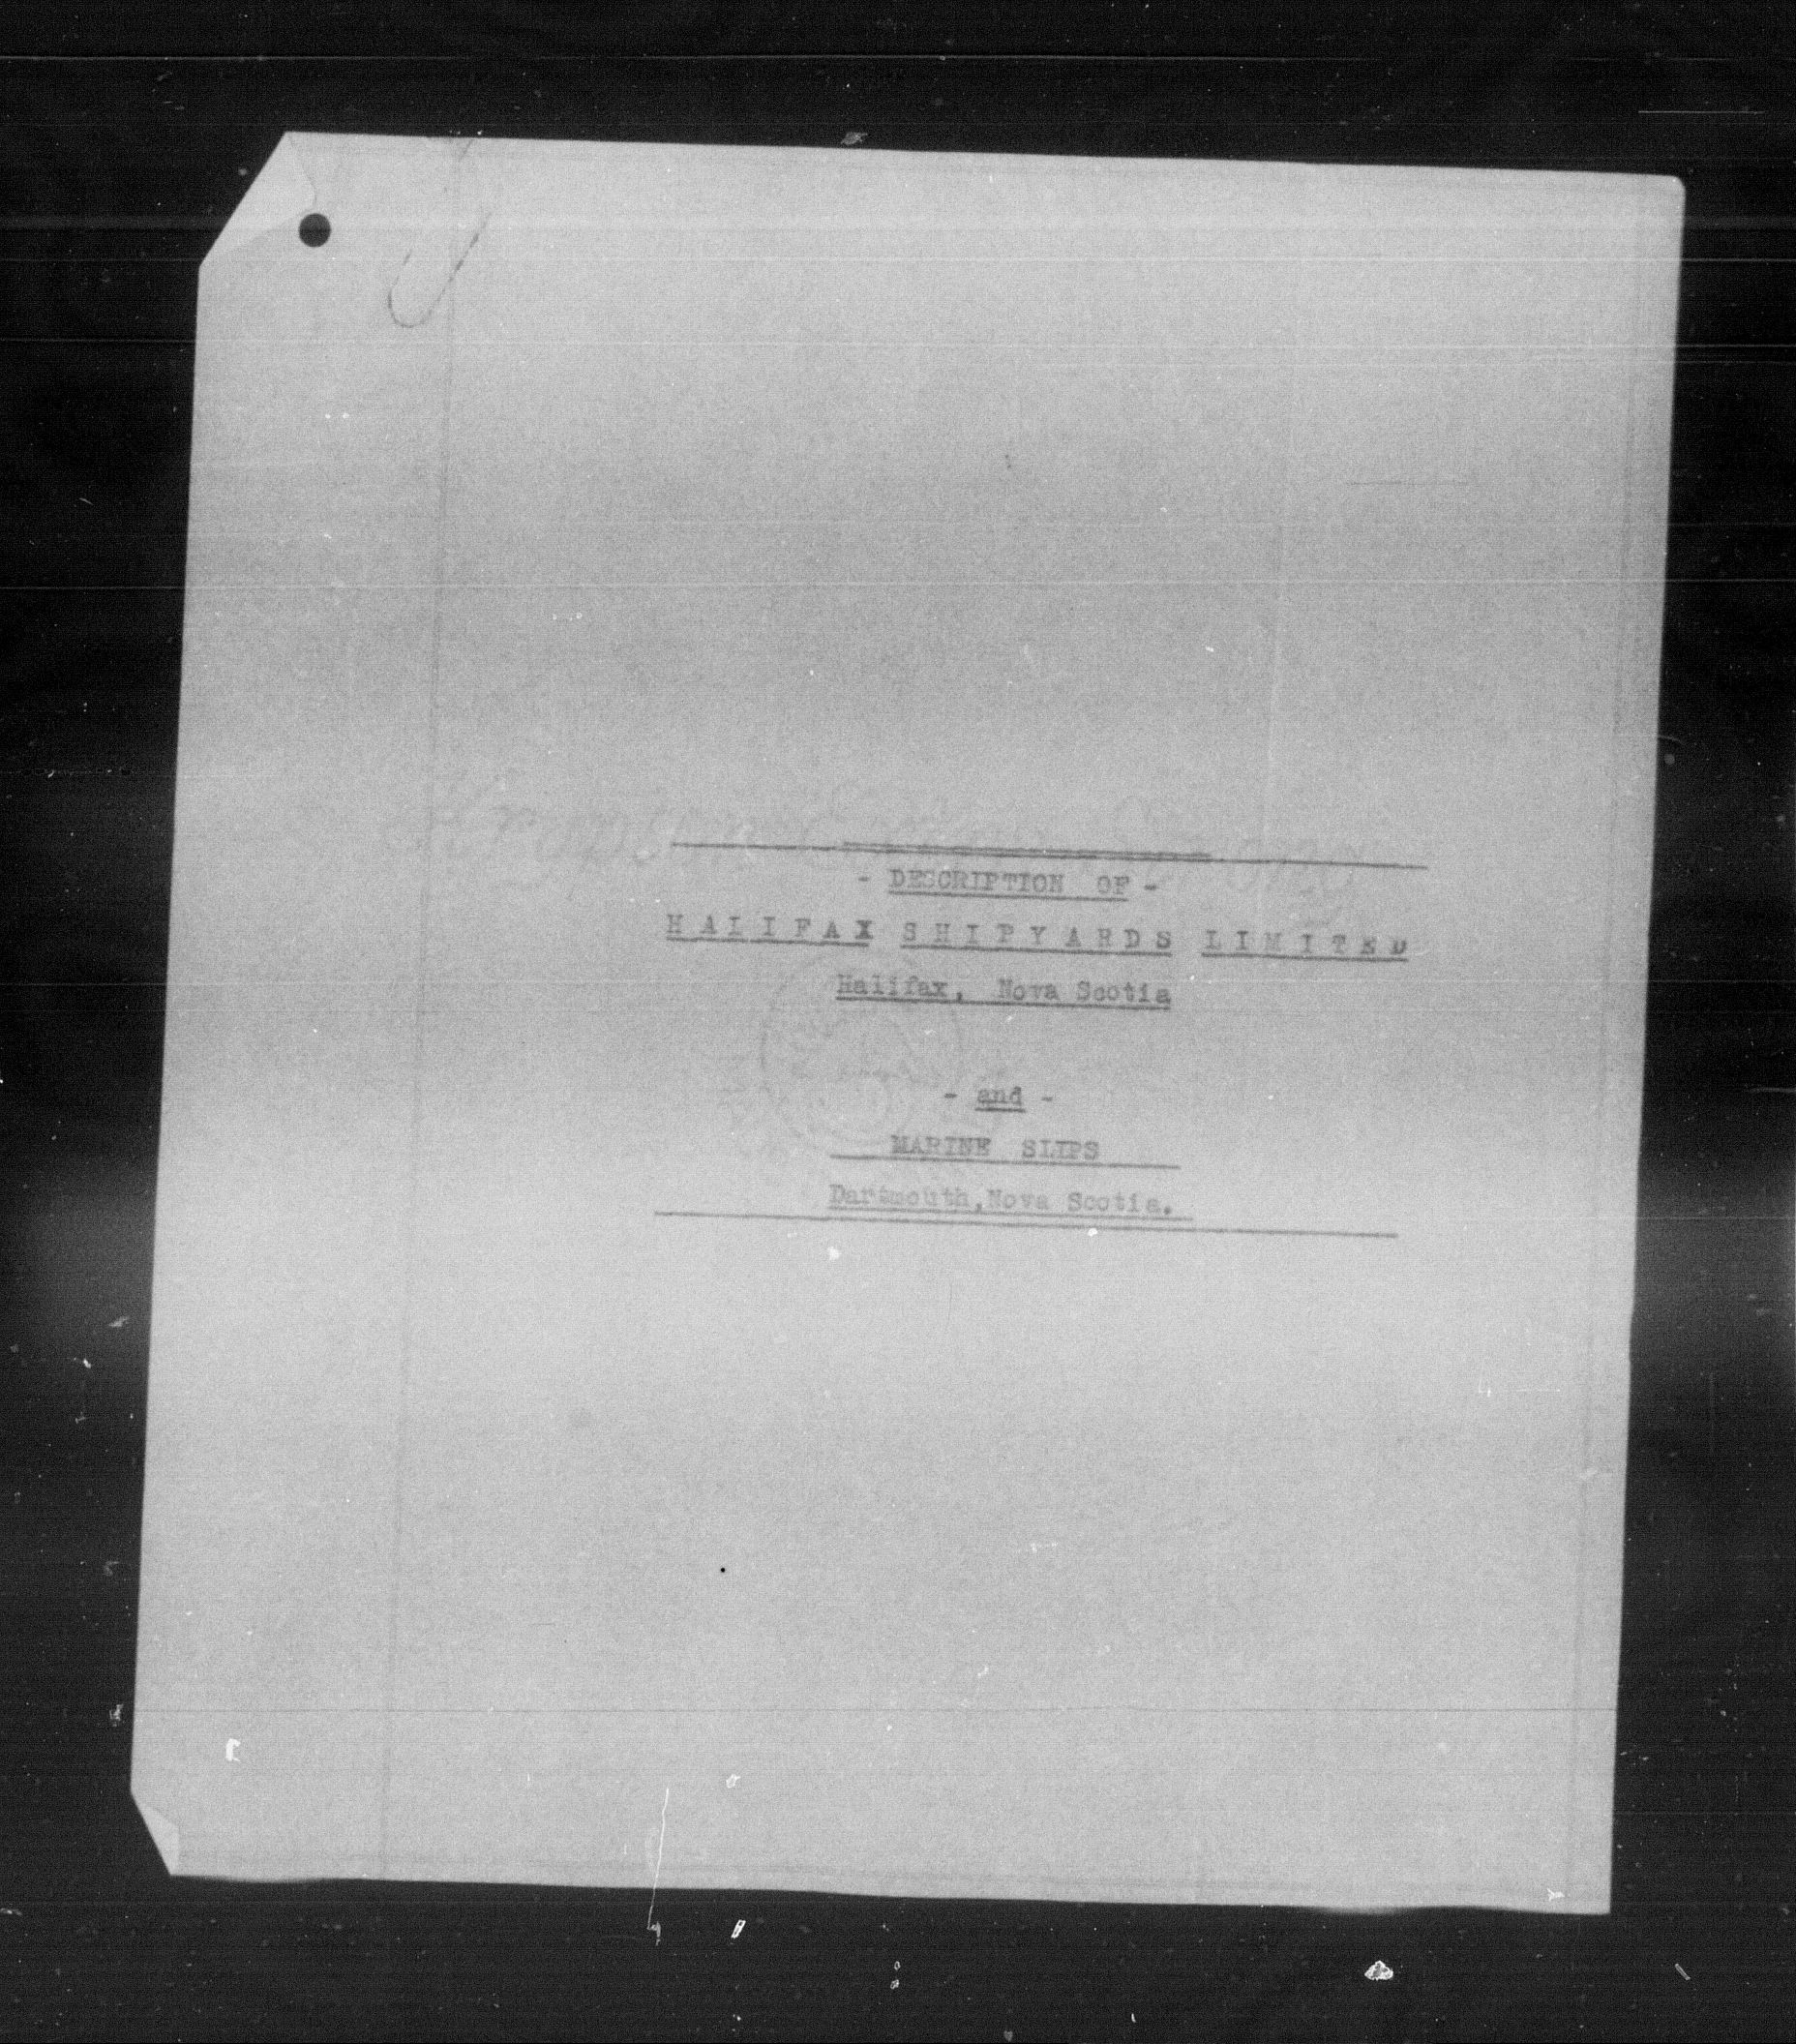 - DESCRIPTION OF -
HALIFAX SHIPYARDS LIMITED
Halifax, Nova Scotia
- and -
MARINE SLIPS
Dartmouth, Nova Scotia.